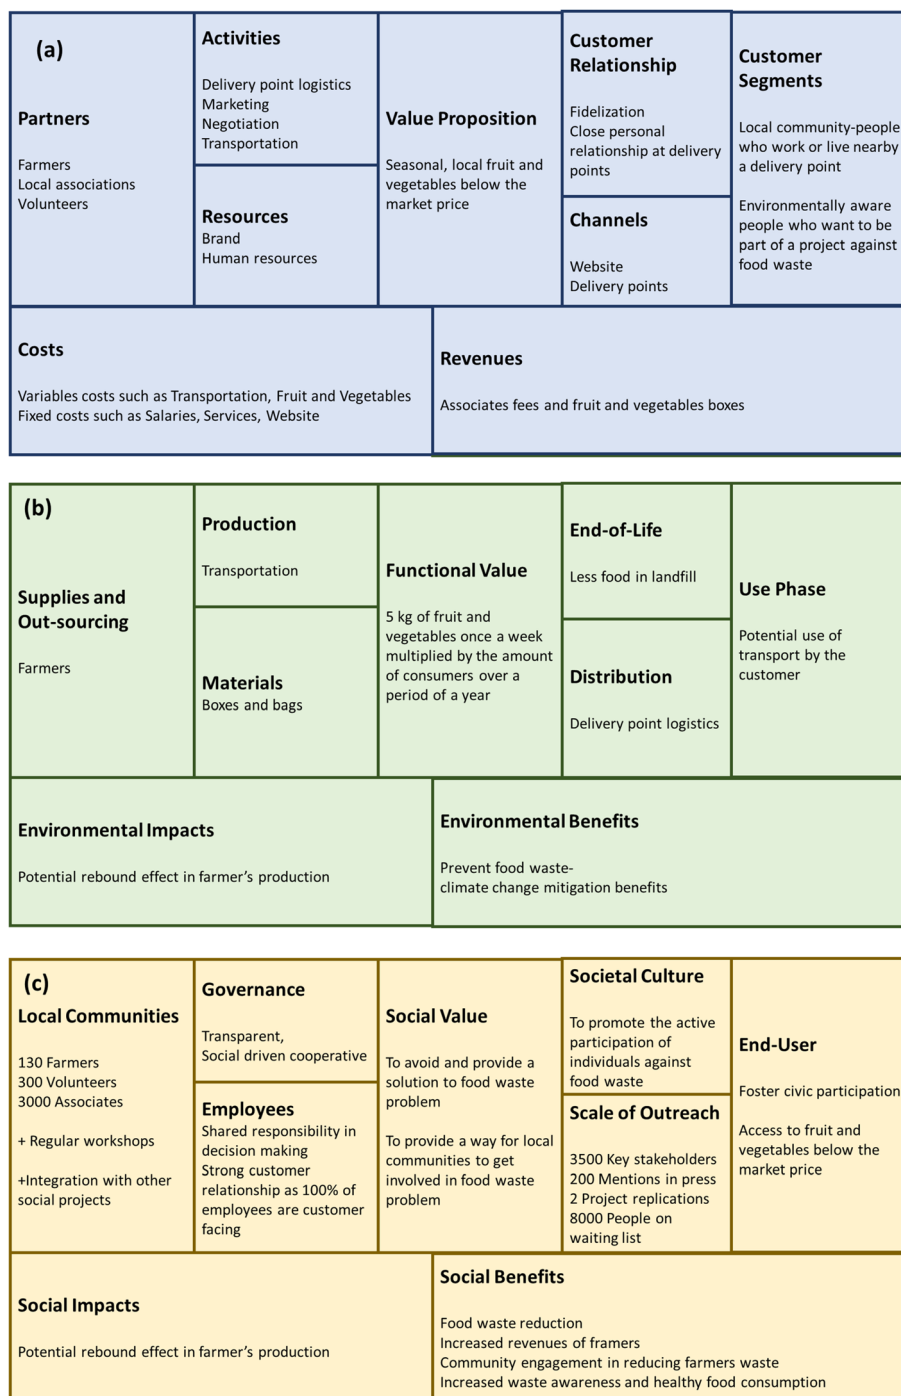 (a)
Partners
Farmers
Local associations
Volunteers
Activities
Delivery point logistics
Marketing
Negotiation
Transportation
Resources
Brand
Human resources
Value Proposition
Seasonal, local fruit and
vegetables below the
market price
Customer
Relationship
Fidelization
Close personal
relationship at delivery
points
Channels
Website
Delivery points
Customer
Segments
Local community-people
who work or live nearby
a delivery point
Environmentally aware
people who want to be
part of a project against
food waste
Costs
Variables costs such as Transportation, Fruit and Vegetables
Fixed costs such as Salaries, Services, Website
Revenues
Associates fees and fruit and vegetables boxes
(b)
Supplies and
Out-sourcing
Farmers
Production
Transportation
Materials
Boxes and bags
Functional Value
5 kg of fruit and
vegetables once a week
multiplied by the amount
of consumers over a
period of a year
End-of-Life
Less food in landfill
Distribution
Delivery point logistics
Use Phase
Potential use of
transport by the
customer
Environmental Impacts
Potential rebound effect in farmer's production
Environmental Benefits
Prevent food waste-
climate change mitigation benefits
(c)
Local Communities
130 Farmers
300 Volunteers
3000 Associates
+ Regular workshops
+Integration with other
social projects
Governance
Transparent,
Social driven cooperative
Employees
Shared responsibility in
decision making
Strong customer
relationship as 100% of
employees are customer
facing
Social Value
To avoid and provide a
solution to food waste
problem
To provide a way for local
communities to get
involved in food waste
problem
Societal Culture
To promote the active
participation of
individuals against
food waste
Scale of Outreach
3500 Key stakeholders
200 Mentions in press
2 Project replications
8000 People on
waiting list
End-User
Foster civic participation
Access to fruit and
vegetables below the
market price
Social Impacts
Potential rebound effect in farmer's production
Social Benefits
Food waste reduction
Increased revenues of framers
Community engagement in reducing farmers waste
Increased waste awareness and healthy food consumption